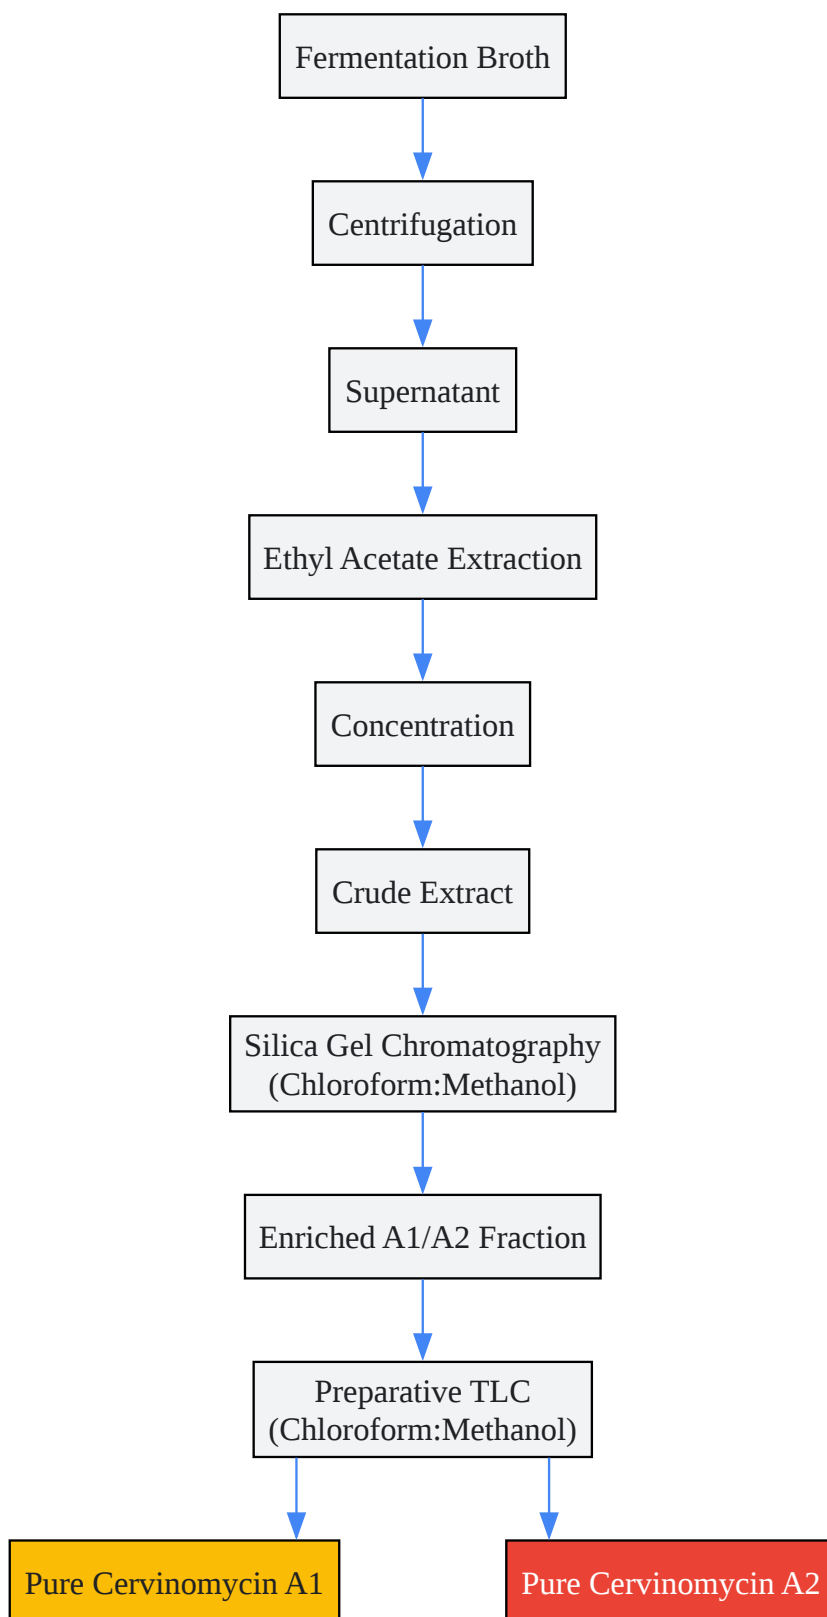 Fermentation Broth
Centrifugation
Supernatant
Ethyl Acetate Extraction
Concentration
Crude Extract
Silica Gel Chromatography
(Chloroform:Methanol)
Enriched A1/A2 Fraction
Preparative TLC
(Chloroform:Methanol)
Pure Cervinomycin A1
Pure Cervinomycin A2